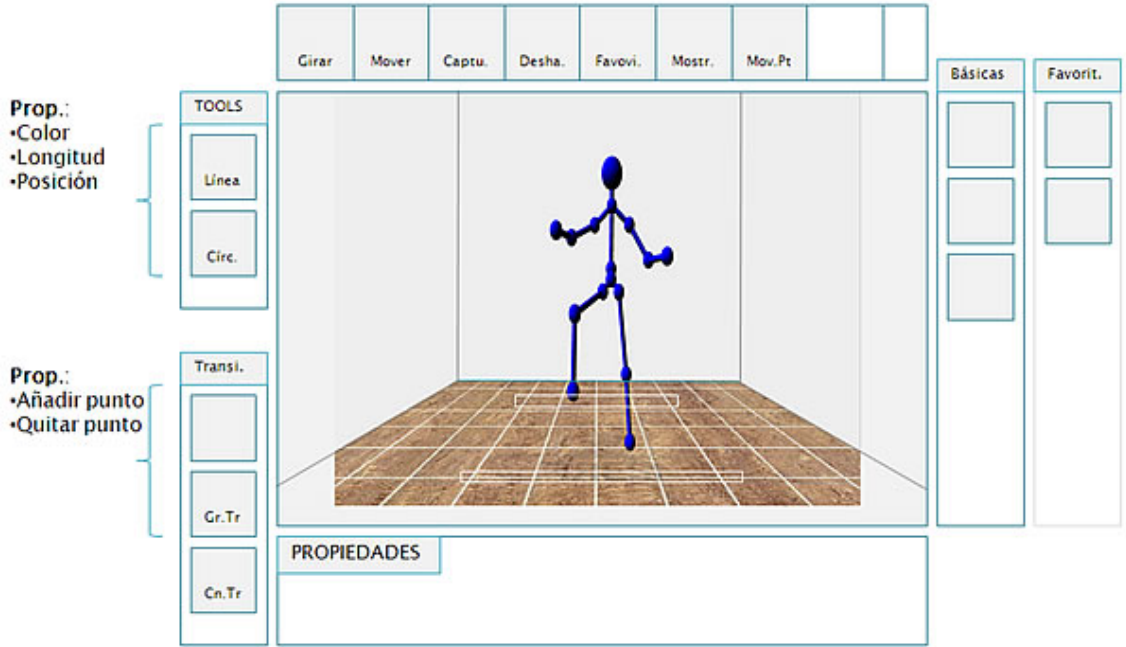 Girar
Mover
Captu.
Desha.
Favovi.
Mostr.
Mov.Pt
Básicas
Favorit.
Prop.:
•Color
•Longitud
•Posición
TOOLS
Línea
Círc.
Prop.:
•Añadir punto
•Quitar punto
Transi.
Gr.Tr
Cn.Tr
PROPIEDADES